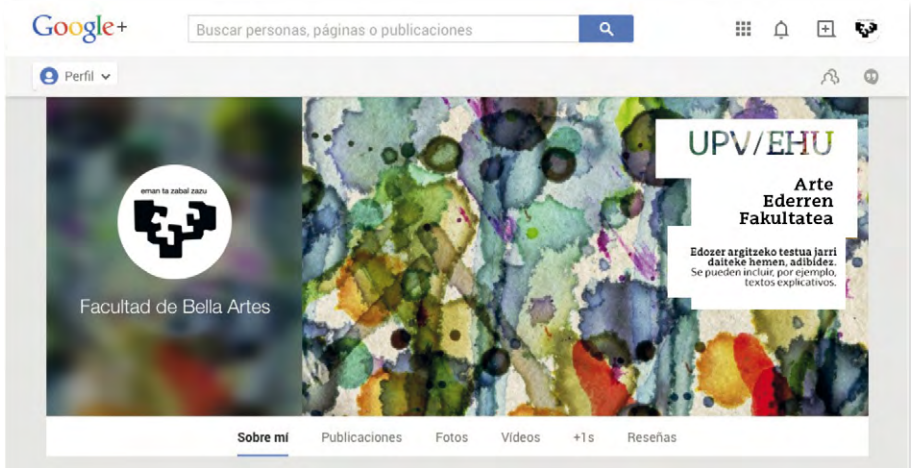 Google+
Buscar personas, páginas o publicaciones
Perfil
eman ta zabal zazu
Facultad de Bella Artes
UPV/EHU
Arte
Ederren
Fakultatea
Edozer argitzeko testua jarri
daiteke hemen, adibidez.
Se pueden incluir, por ejemplo,
textos explicativos.
Sobre mí Publicaciones Fotos Vídeos +1s Reseñas